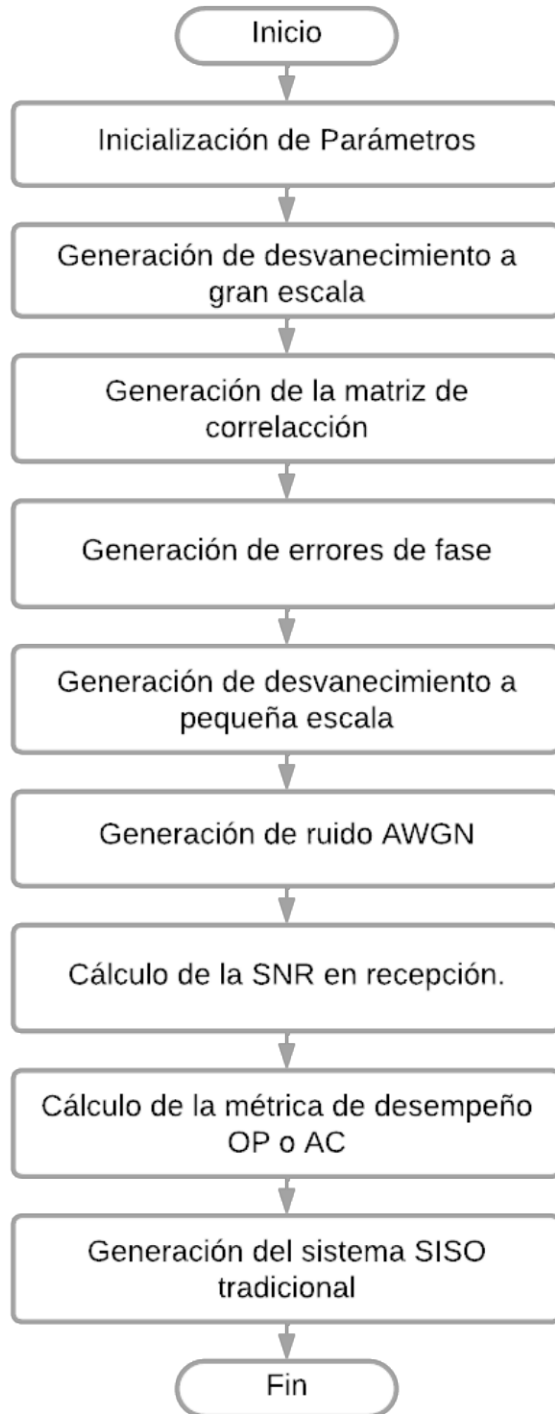 Inicio
Inicialización de Parámetros
Generación de desvanecimiento a
gran escala
Generación de la matriz de
correlacción
Generación de errores de fase
Generación de desvanecimiento a
pequeña escala
Generación de ruido AWGN
Cálculo de la SNR en recepción.
Cálculo de la métrica de desempeño
OP o AC
Generación del sistema SISO
tradicional
Fin